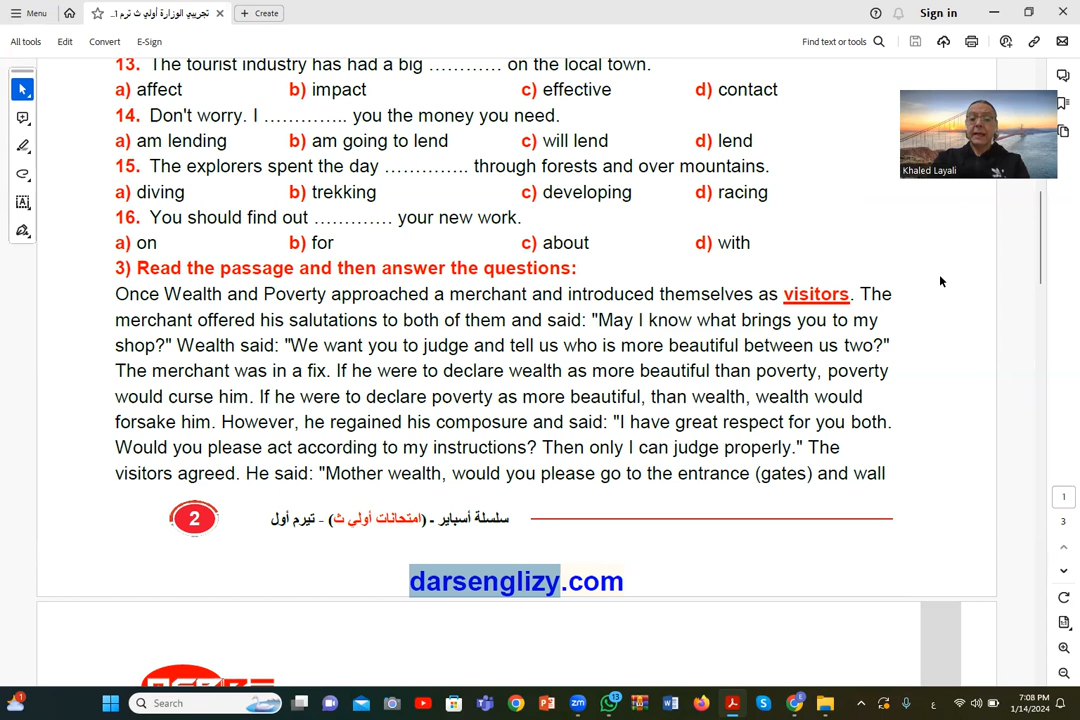 Menu
تجريبي الوزارة أولي ث ترم 1...
Create
Sign in
All tools Edit Convert E-Sign
Find text or tools
13. The tourist industry has had a big ………… on the local town.
a) affect b) impact c) effective d) contact
14. Don't worry. I ………….. you the money you need.
a) am lending b) am going to lend c) will lend d) lend
15. The explorers spent the day ………….. through forests and over mountains.
a) diving b) trekking c) developing d) racing
16. You should find out ………… your new work.
a) on b) for c) about d) with
3) Read the passage and then answer the questions:
Once Wealth and Poverty approached a merchant and introduced themselves as visitors. The
merchant offered his salutations to both of them and said: "May I know what brings you to my
shop?" Wealth said: "We want you to judge and tell us who is more beautiful between us two?"
The merchant was in a fix. If he were to declare wealth as more beautiful than poverty, poverty
would curse him. If he were to declare poverty as more beautiful, than wealth, wealth would
forsake him. However, he regained his composure and said: "I have great respect for you both.
Would you please act according to my instructions? Then only I can judge properly." The
visitors agreed. He said: "Mother wealth, would you please go to the entrance (gates) and wall
Khaled Layali
2
سلسلة أسباير - (امتحانات أولي ث) - تيرم أول
darsenglizy.com
1
3
1
Search
13
ع
7:08 PM
1/14/2024